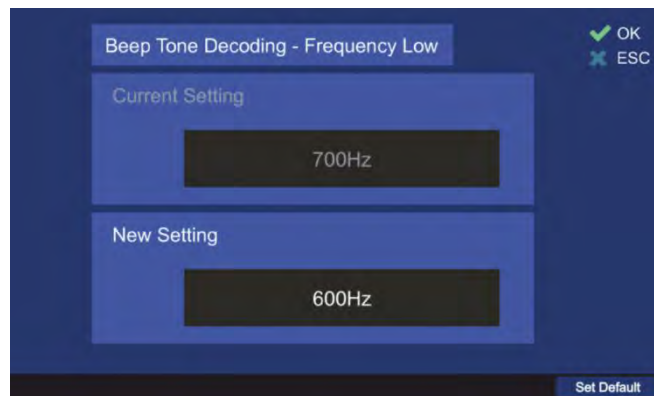 Beep Tone Decoding - Frequency Low
OK
ESC
Current Setting
700Hz
New Setting
600Hz
Set Default